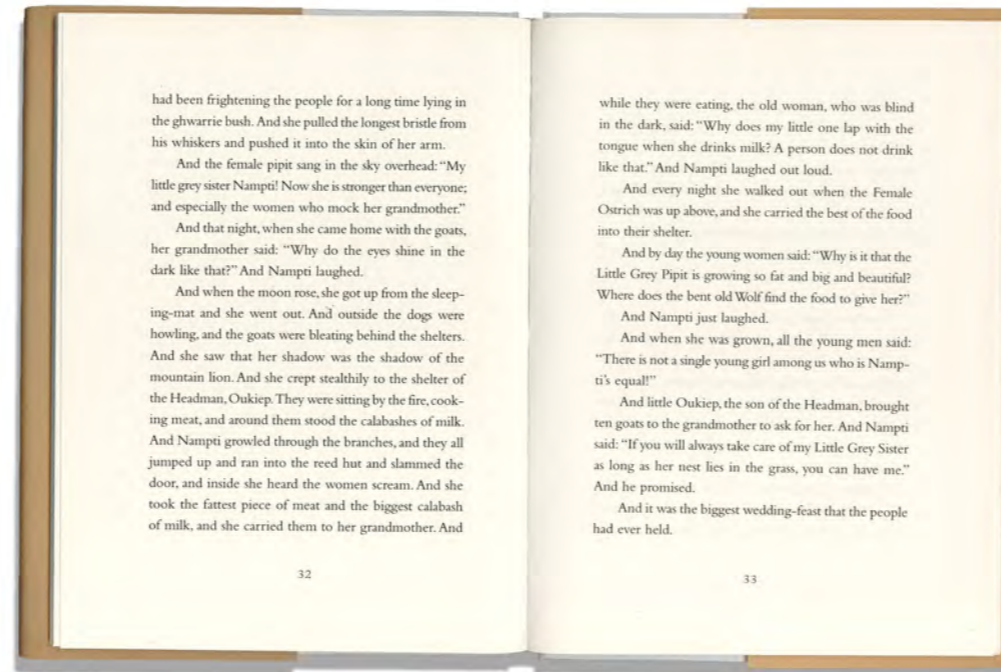 had been frightening the people for a long time lying in
the ghwarrie bush. And she pulled the longest bristle from
his whiskers and pushed it into the skin of her arm.
And the female pipit sang in the sky overhead: “My
little grey sister Nampti! Now she is stronger than everyone;
and especially the women who mock her grandmother.”
And that night, when she came home with the goats,
her grandmother said: “Why do the eyes shine in the
dark like that?” And Nampti laughed.
And when the moon rose, she got up from the sleep-
ing-mat and she went out. And outside the dogs were
howling, and the goats were bleating behind the shelters.
And she saw that her shadow was the shadow of the
mountain lion. And she crept stealthily to the shelter of
the Headman, Oukiep. They were sitting by the fire, cook-
ing meat, and around them stood the calabashes of milk.
And Nampti growled through the branches, and they all
jumped up and ran into the reed hut and slammed the
door, and inside she heard the women scream. And she
took the fattest piece of meat and the biggest calabash
of milk, and she carried them to her grandmother. And
32
while they were eating, the old woman, who was blind
in the dark, said: “Why does my little one lap with the
tongue when she drinks milk? A person does not drink
like that.” And Nampti laughed out loud.
And every night she walked out when the Female
Ostrich was up above, and she carried the best of the food
into their shelter.
And by day the young women said: “Why is it that the
Little Grey Pipit is growing so fat and big and beautiful?
Where does the bent old Wolf find the food to give her?”
And Nampti just laughed.
And when she was grown, all the young men said:
“There is not a single young girl among us who is Namp-
ti’s equal!”
And little Oukiep, the son of the Headman, brought
ten goats to the grandmother to ask for her. And Nampti
said: “If you will always take care of my Little Grey Sister
as long as her nest lies in the grass, you can have me.”
And he promised.
And it was the biggest wedding-feast that the people
had ever held.
33